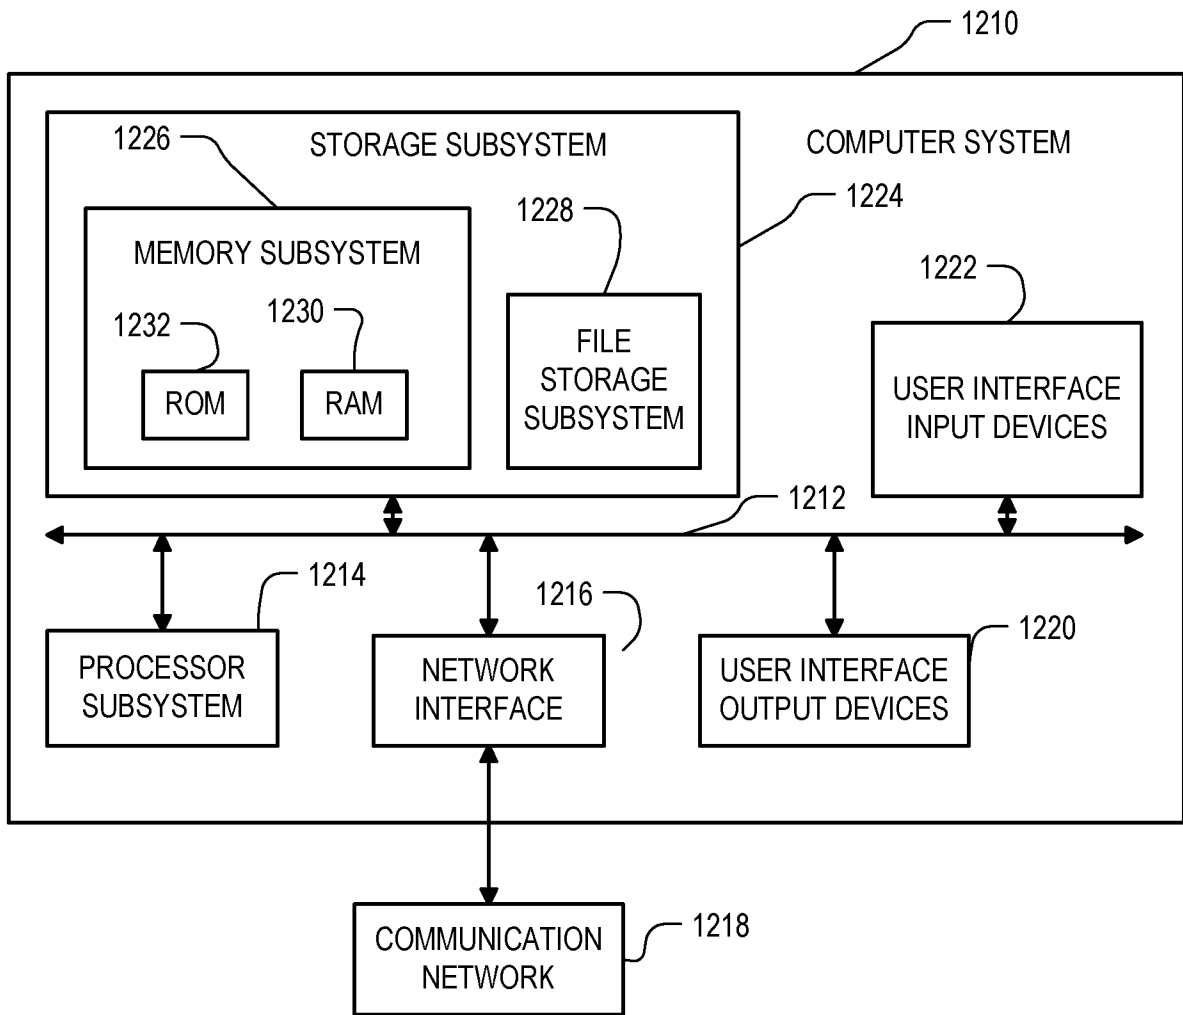 1210
STORAGE SUBSYSTEM
COMPUTER SYSTEM
1226
1224
1228
MEMORY SUBSYSTEM
1222
1232
1230
FILE
STORAGE
SUBSYSTEM
ROM
RAM
USER INTERFACE
INPUT DEVICES
1212
1214
1216
1220
PROCESSOR
SUBSYSTEM
NETWORK
INTERFACE
USER INTERFACE
OUTPUT DEVICES
COMMUNICATION
NETWORK
1218